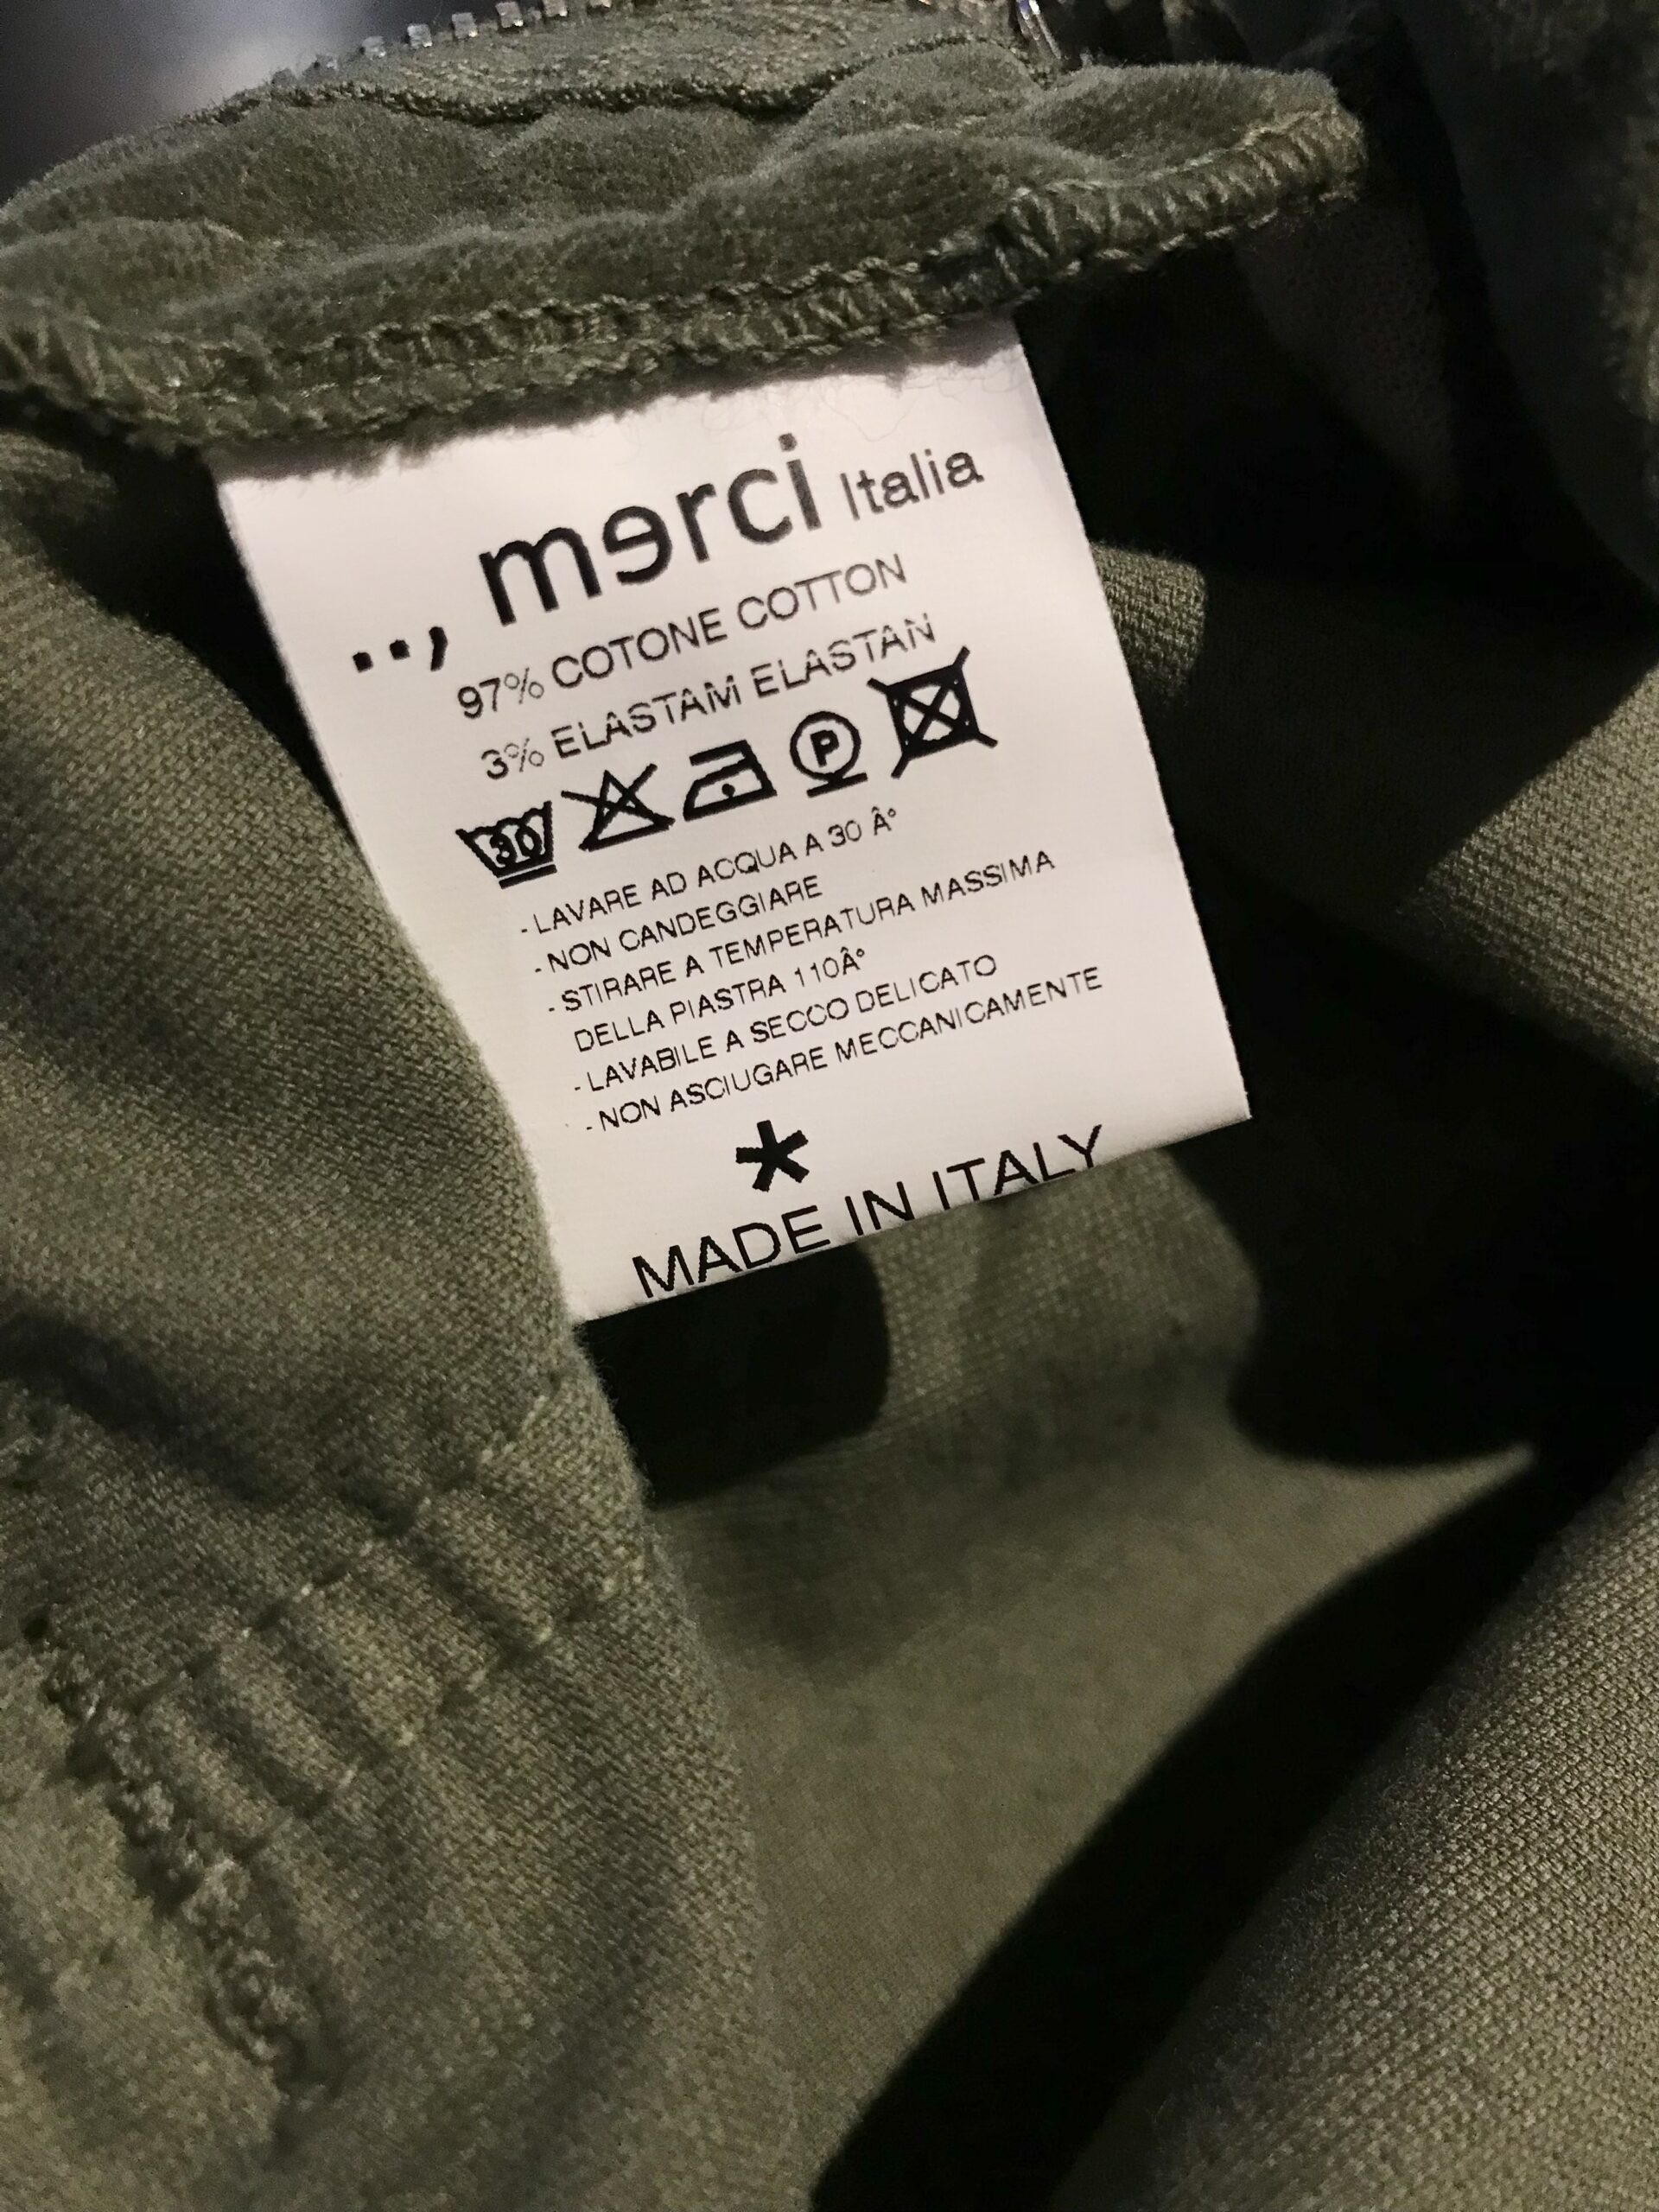 .., mərci Italia
97% COTONE COTTON
3% ELASTAM ELASTAN
30 P
- LAVARE AD ACQUA A 30 Â°
- NON CANDEGGIARE
- STIRARE A TEMPERATURA MASSIMA
DELLA PIASTRA 110Â°
- LAVABILE A SECCO DELICATO
- NON ASCIUGARE MECCANICAMENTE
*
MADE IN ITALY